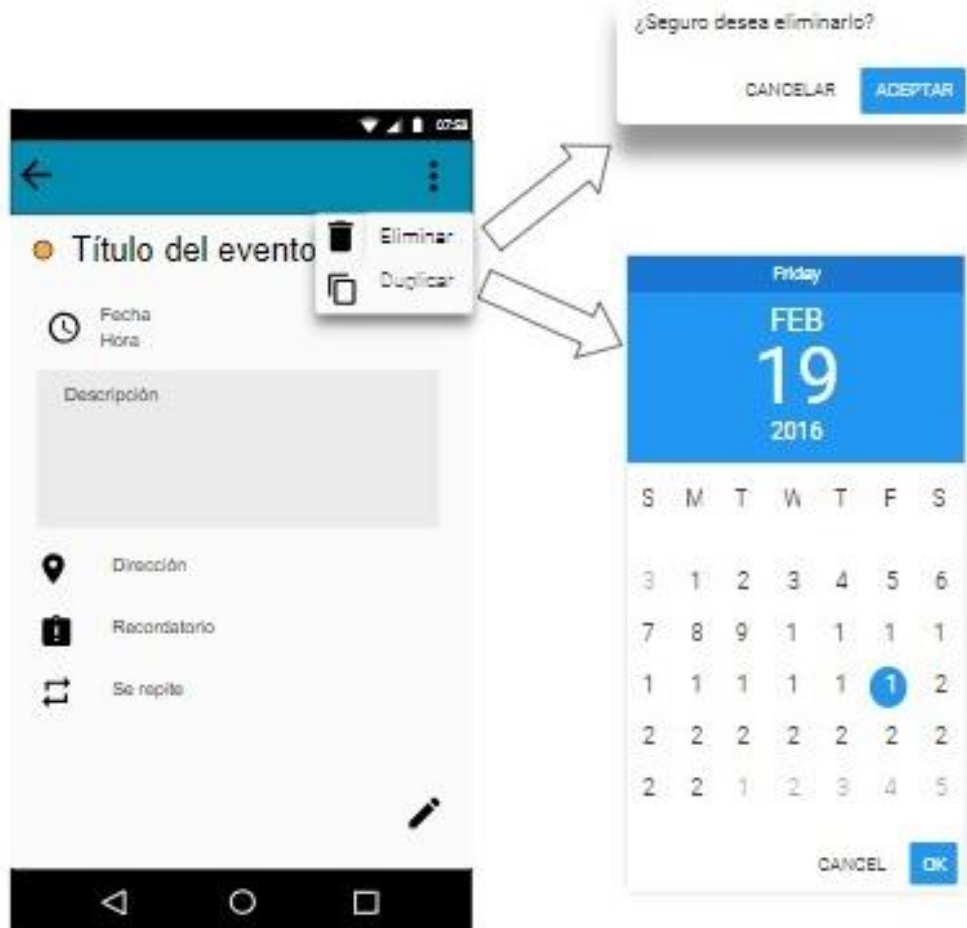 ¿Seguro desea eliminarlo?
CANCELAR ACEPTAR
07:53
Eliminar
Duplicar
Título del evento
Fecha
Hora
Descripción
Dirección
Recordatorio
Se repite
Friday
FEB
19
2016
S M T W T F S
3 1 2 3 4 5 6
7 8 9 1 1 1 1
1 1 1 1 1 1 2
2 2 2 2 2 2 2
2 2 1 2 3 4 5
CANCEL OK